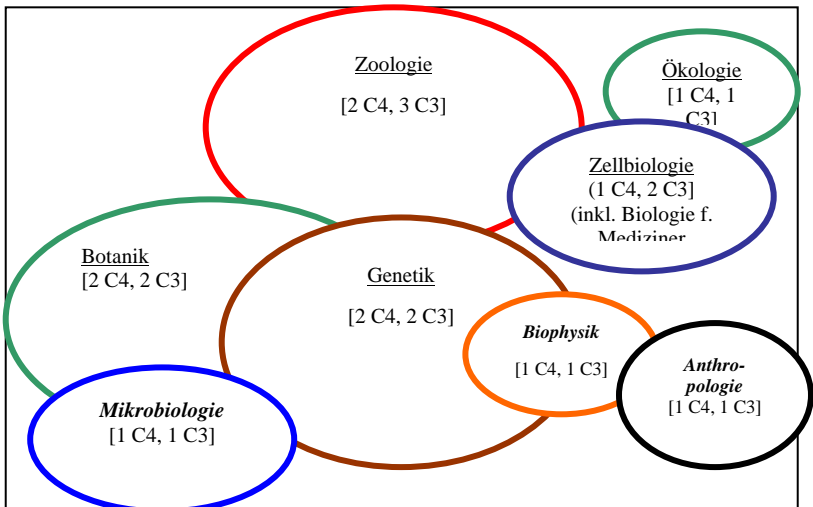 Zoologie
[2 C4, 3 C3]
Ökologie
[1 C4, 1
C3]
Zellbiologie
(1 C4, 2 C3]
(inkl. Biologie f.
Mediziner
Botanik
[2 C4, 2 C3]
Genetik
[2 C4, 2 C3]
Biophysik
[1 C4, 1 C3]
Anthro-
pologie
[1 C4, 1 C3]
Mikrobiologie
[1 C4, 1 C3]